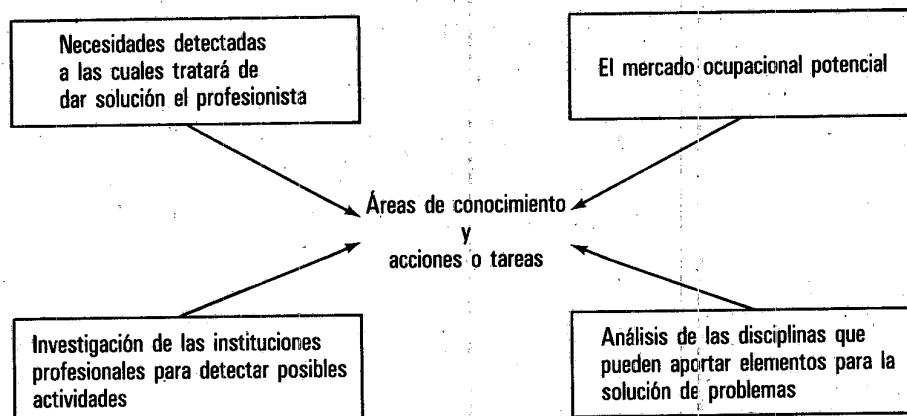 Necesidades detectadas
a las cuales tratará de
dar solución el profesionista
El mercado ocupacional potencial
Áreas de conocimiento
y
acciones o tareas
Investigación de las instituciones
profesionales para detectar posibles
actividades
Análisis de las disciplinas que
pueden aportar elementos para la
solución de problemas